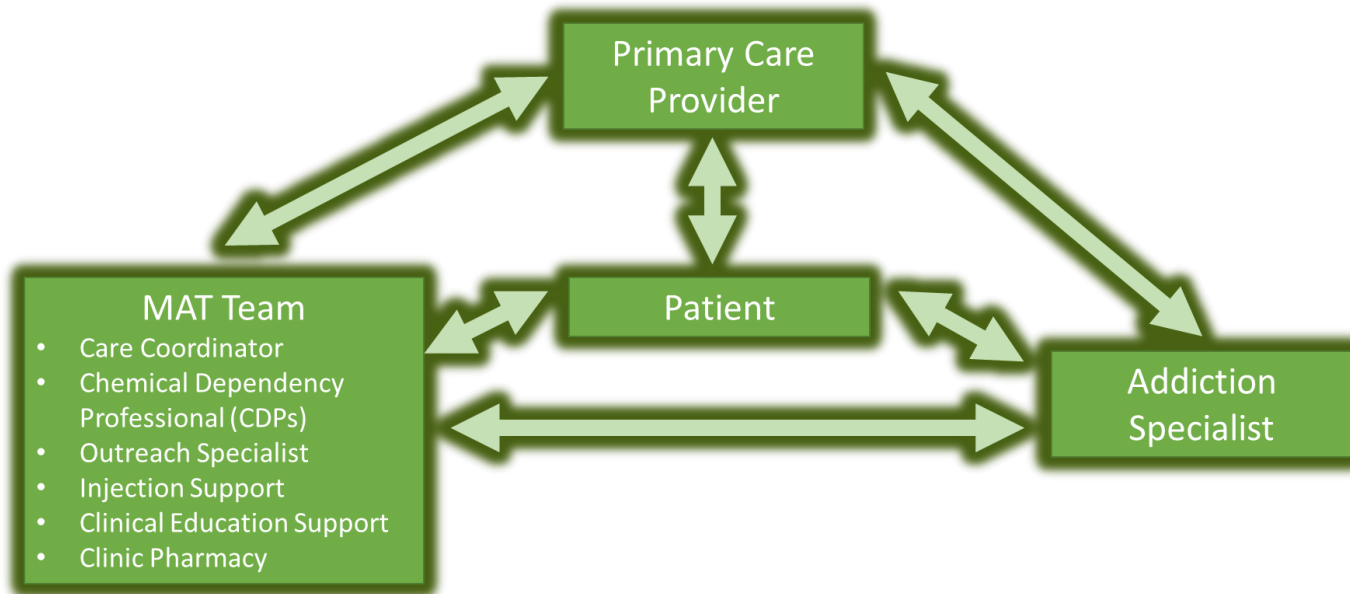 Primary Care
Provider
MAT Team
• Care Coordinator
• Chemical Dependency
Professional (CDPs)
• Outreach Specialist
• Injection Support
• Clinical Education Support
• Clinic Pharmacy
Patient
Addiction
Specialist